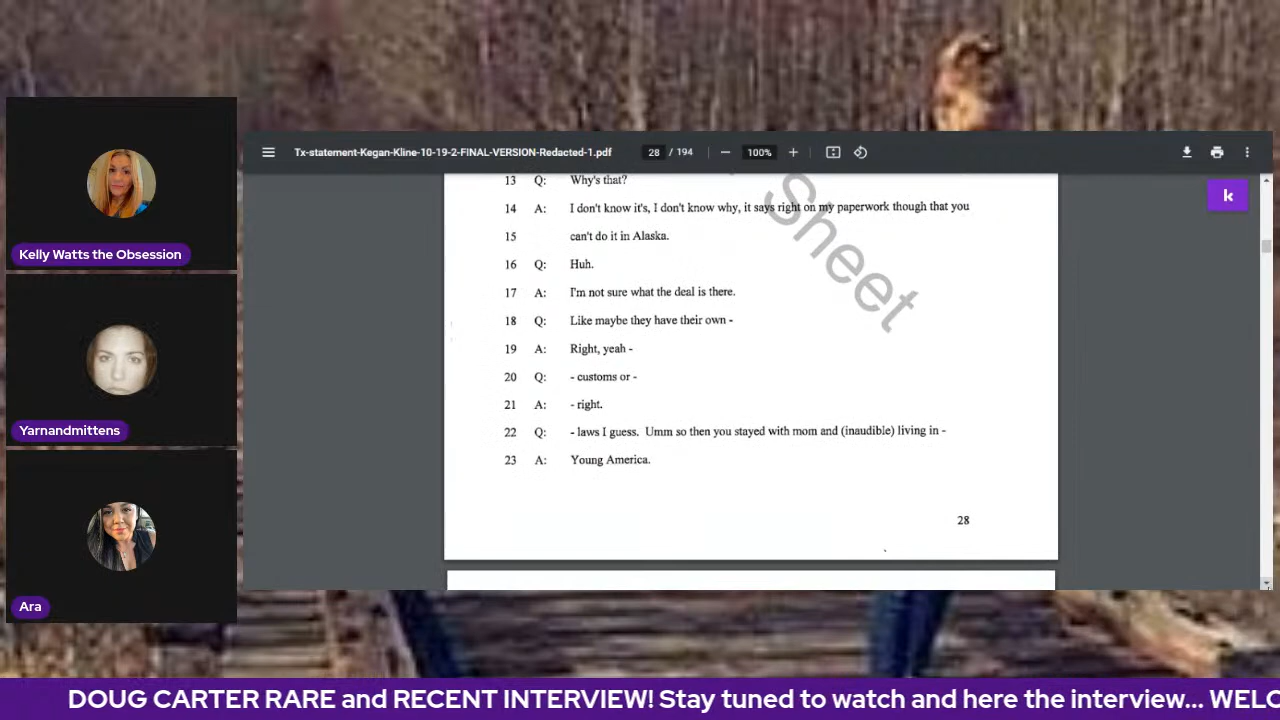 Tx-statement-Kegan-Kline-10-19-2-FINAL-VERSION-Redacted-1.pdf 28 / 194 — 100% +
k
13 Q: Why's that?
14 A: I don't know it's, I don't know why, it says right on my paperwork though that you
15 can't do it in Alaska.
16 Q: Huh.
17 A: I'm not sure what the deal is there.
18 Q: Like maybe they have their own -
19 A: Right, yeah -
20 Q: - customs or -
21 A: - right.
22 Q: - laws I guess. Umm so then you stayed with mom and (inaudible) living in -
23 A: Young America.
28
Sheet
Kelly Watts the Obsession
Yarnandmittens
Ara
DOUG CARTER RARE and RECENT INTERVIEW! Stay tuned to watch and here the interview... WELC